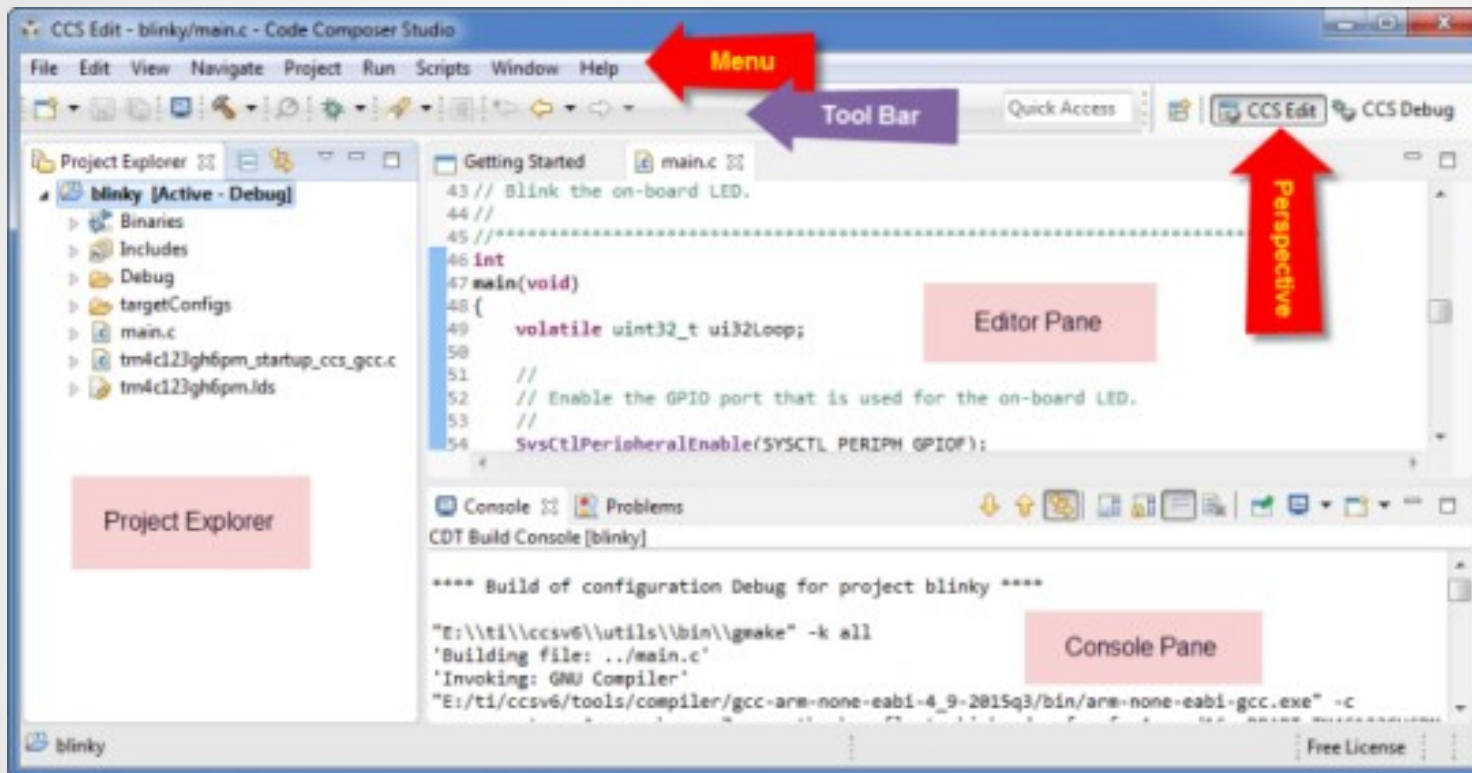 CCS Edit - blinky/main.c - Code Composer Studio
File Edit View Navigate Project Run Scripts Window Help
Menu
Tool Bar
Quick Access
CCS Edit
CCS Debug
Perspective
Project Explorer
blinky [Active - Debug]
Binaries
Includes
Debug
targetConfigs
main.c
tm4c123gh6pm_startup_ccs_gcc.c
tm4c123gh6pm.lds
Project Explorer
Getting Started main.c
43 // Blink the on-board LED.
44 //
45 //*****************************************************************************
46 int
47 main(void)
48 {
49 volatile uint32_t ui32Loop;
50
51 //
52 // Enable the GPIO port that is used for the on-board LED.
53 //
54 SysCtlPeripheralEnable(SYSCTL_PERIPH_GPIOF);
Editor Pane
Console Problems
CDT Build Console [blinky]
**** Build of configuration Debug for project blinky ****
"E:\\ti\\ccsv6\\utils\\bin\\gmake" -k all
'Building file: ../main.c'
'Invoking: GNU Compiler'
"E:/ti/ccsv6/tools/compiler/gcc-arm-none-eabi-4_9-2015q3/bin/arm-none-eabi-gcc.exe" -c
Console Pane
blinky
Free License